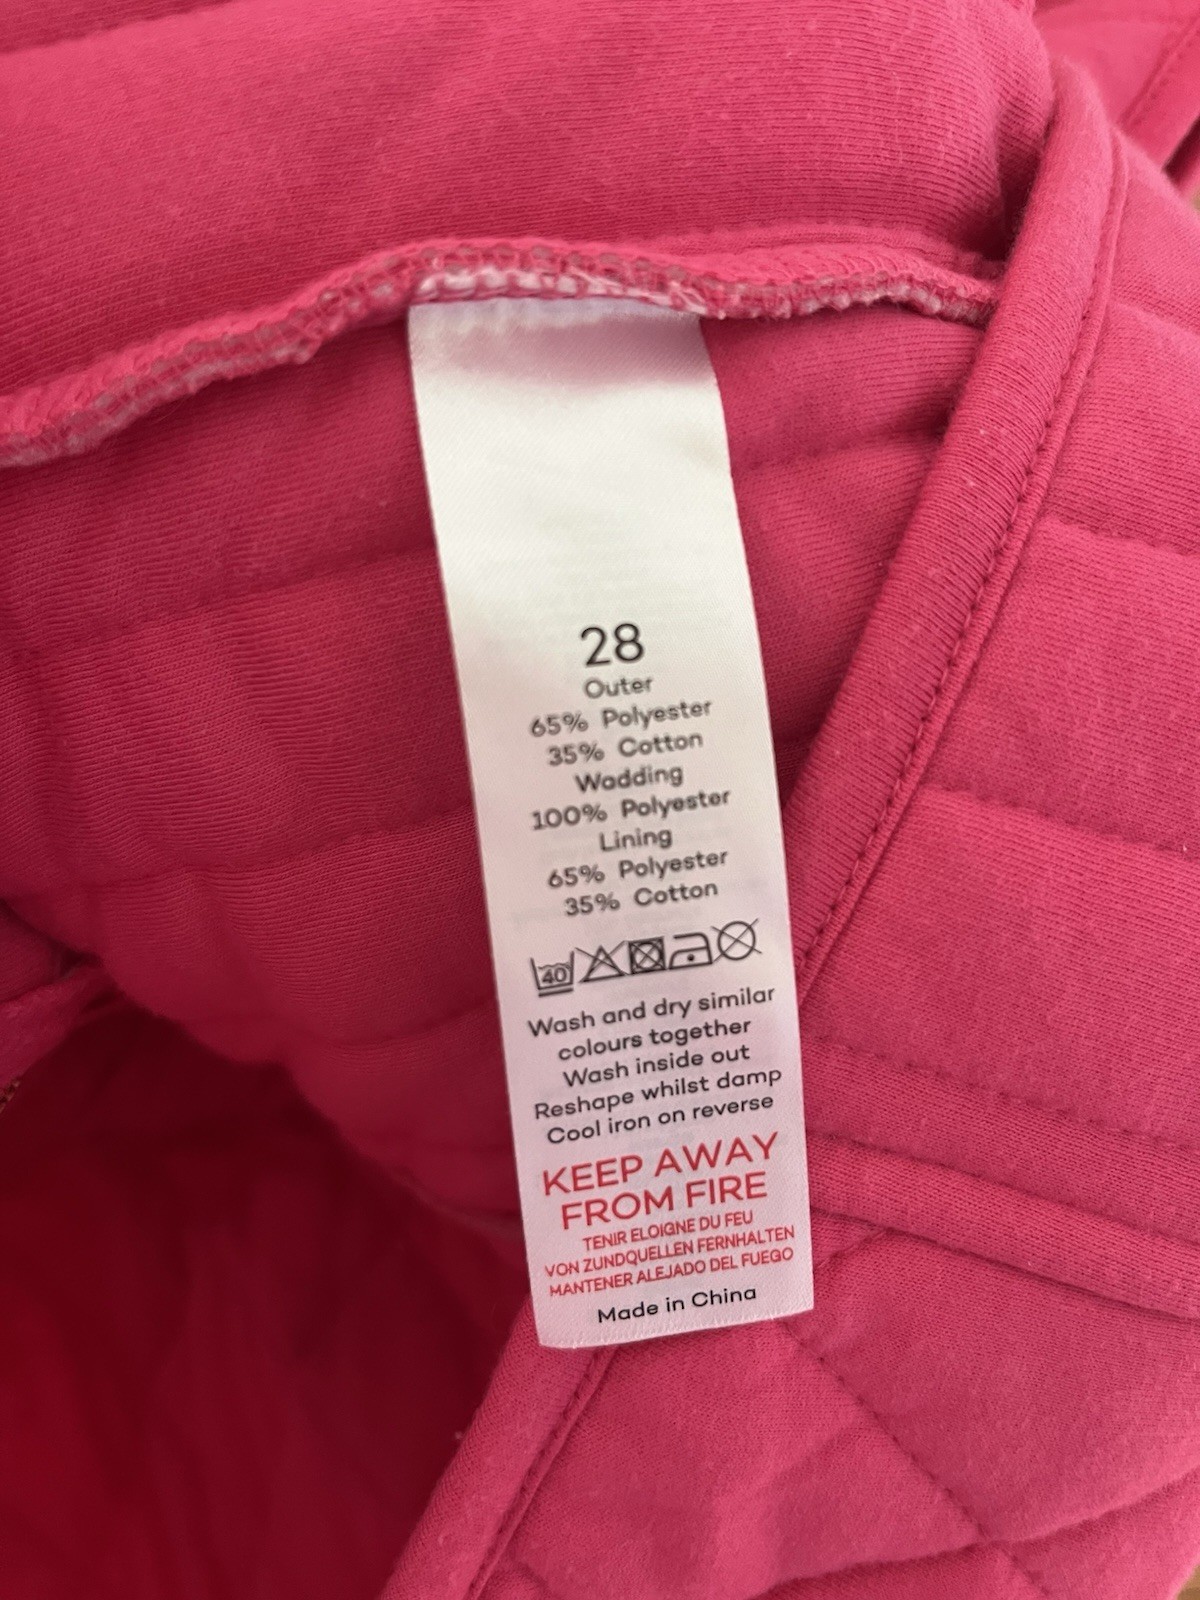 28
Outer
65% Polyester
35% Cotton
Wadding
100% Polyester
Lining
65% Polyester
35% Cotton
40
Wash and dry similar
colours together
Wash inside out
Reshape whilst damp
Cool iron on reverse
KEEP AWAY
FROM FIRE
TENIR ELOIGNE DU FEU
VON ZUNDQUELLEN FERNHALTEN
MANTENER ALEJADO DEL FUEGO
Made in China